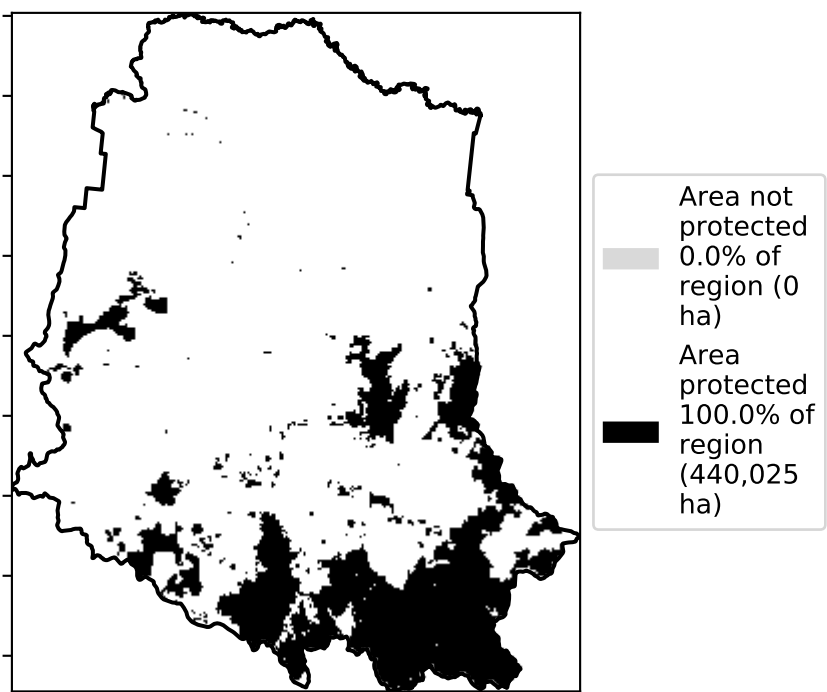 Area not
protected
0.0% of
region (0
ha)
Area
protected
100.0% of
region
(440,025
ha)